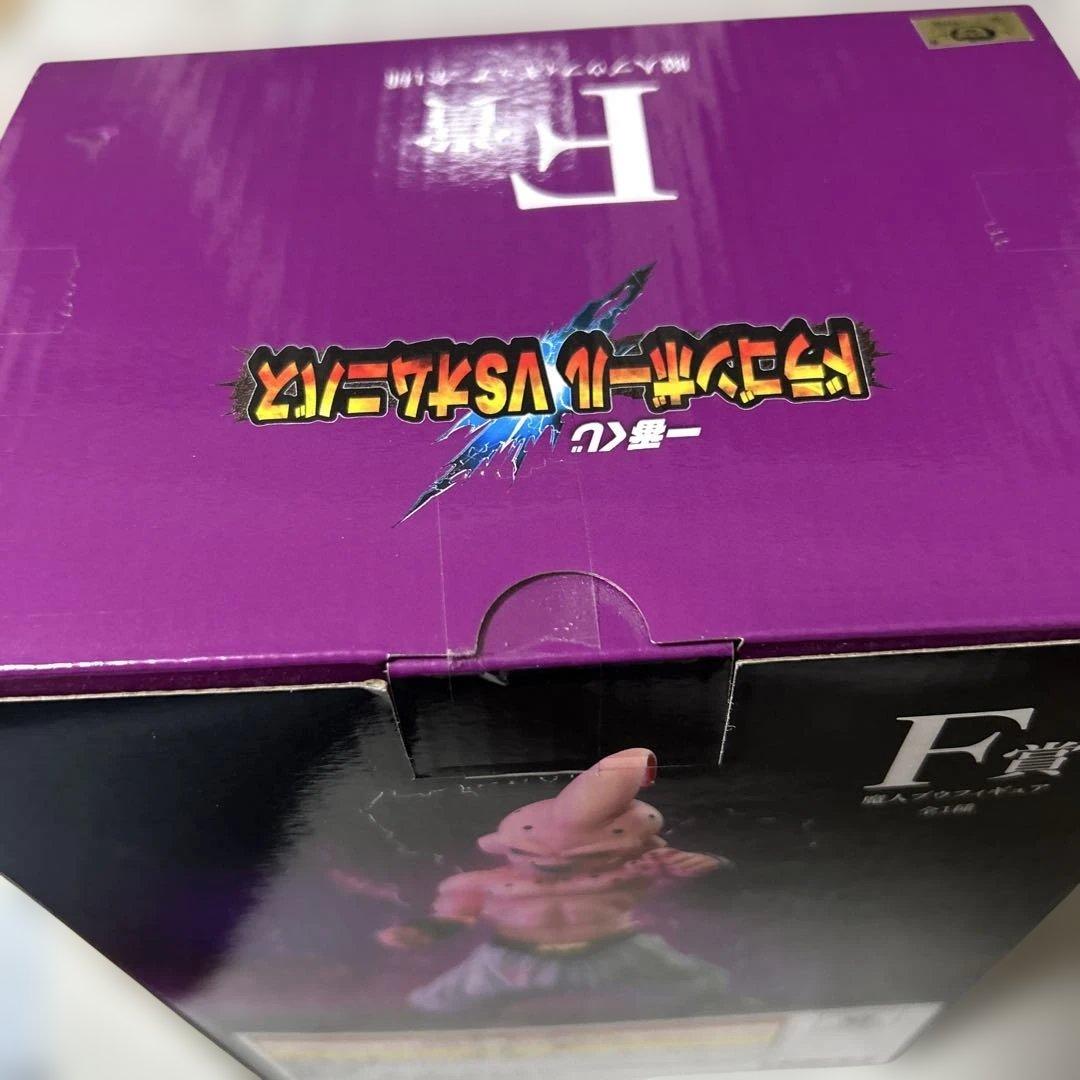 F賞
魔人ブウフィギュア 全1種
一番くじ
ドラゴンボール VSオムニバス
F賞
魔人ブウフィギュア
全1種